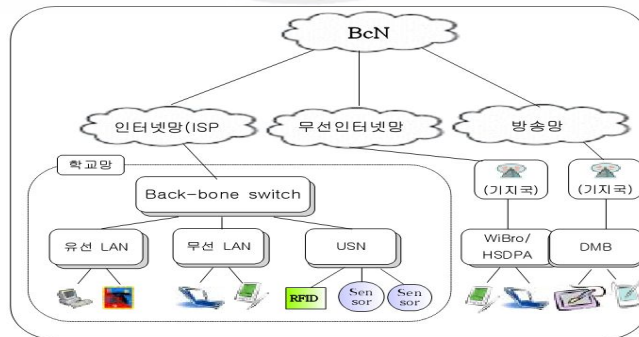 BcN
인터넷망(ISP
무선인터넷망
방송망
학교망
(기지국)
(기지국)
Back-bone switch
유선 LAN
무선 LAN
USN
WiBro/
HSDPA
DMB
RFID
Sen
sor
Sen
sor